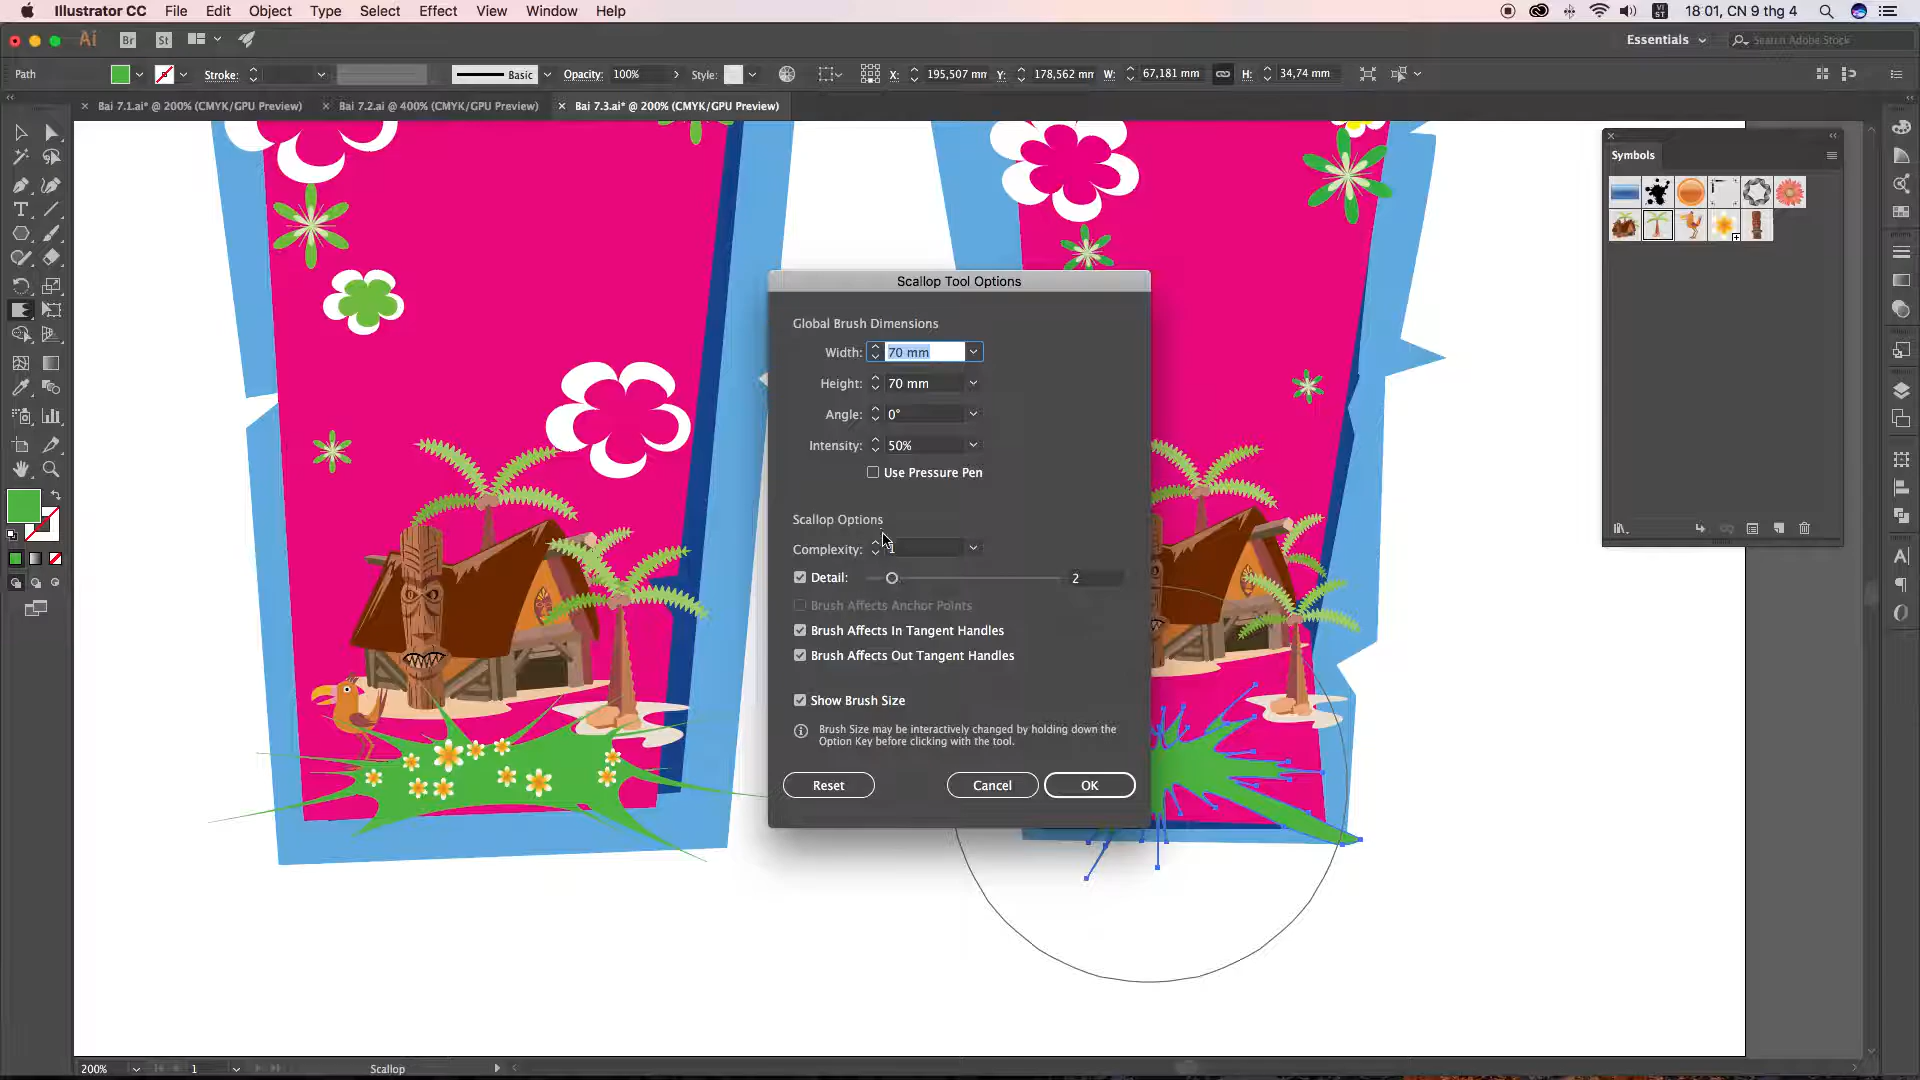 Illustrator CC File Edit Object Type Select Effect View Window Help
VI
ST
18:01, CN 9 thg 4
Ai Br St
Essentials
Search Adobe Stock
Path
Stroke:
Basic
Opacity: 100%
Style:
X: 195,507 mm
Y: 178,562 mm
W: 67,181 mm
H: 34,74 mm
Bai 7.1.ai* @ 200% (CMYK/GPU Preview)
Bai 7.2.ai @ 400% (CMYK/GPU Preview)
Bai 7.3.ai* @ 200% (CMYK/GPU Preview)
Symbols
Scallop Tool Options
Global Brush Dimensions
Width: 70 mm
Height: 70 mm
Angle: 0°
Intensity: 50%
Use Pressure Pen
Scallop Options
Complexity: 1
Detail: 2
Brush Affects Anchor Points
Brush Affects In Tangent Handles
Brush Affects Out Tangent Handles
Show Brush Size
Brush Size may be interactively changed by holding down the
Option Key before clicking with the tool.
Reset Cancel OK
200% 1 Scallop